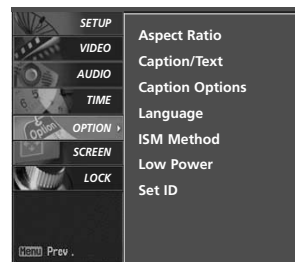 SETUP
VIDEO
AUDIO
TIME
OPTION
SCREEN
LOCK
Menu Prev.
Aspect Ratio
Caption/Text
Caption Options
Language
ISM Method
Low Power
Set ID